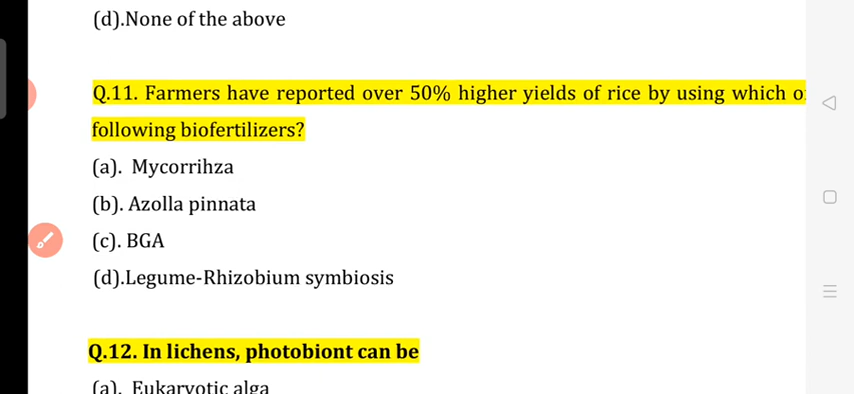 (d).None of the above
Q.11. Farmers have reported over 50% higher yields of rice by using which
following biofertilizers?
(a). Mycorrihza
(b). Azolla pinnata
(c). BGA
(d).Legume-Rhizobium symbiosis
Q.12. In lichens, photobiont can be
(a). Eukaryotic alga